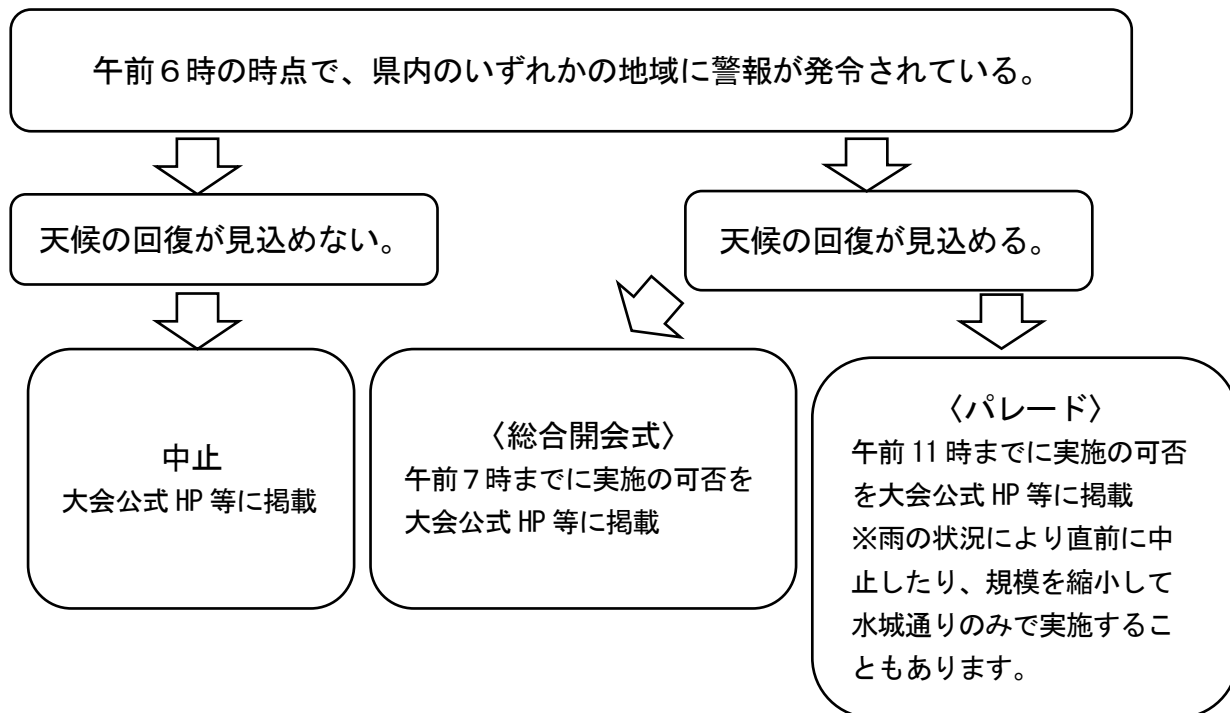 午前６時の時点で、県内のいずれかの地域に警報が発令されている。
天候の回復が見込めない。
天候の回復が見込める。
中止
大会公式 HP 等に掲載
〈総合開会式〉
午前７時までに実施の可否を
大会公式 HP 等に掲載
〈パレード〉
午前 11 時までに実施の可否
を大会公式 HP 等に掲載
※雨の状況により直前に中
止したり、規模を縮小して
水城通りのみで実施するこ
ともあります。